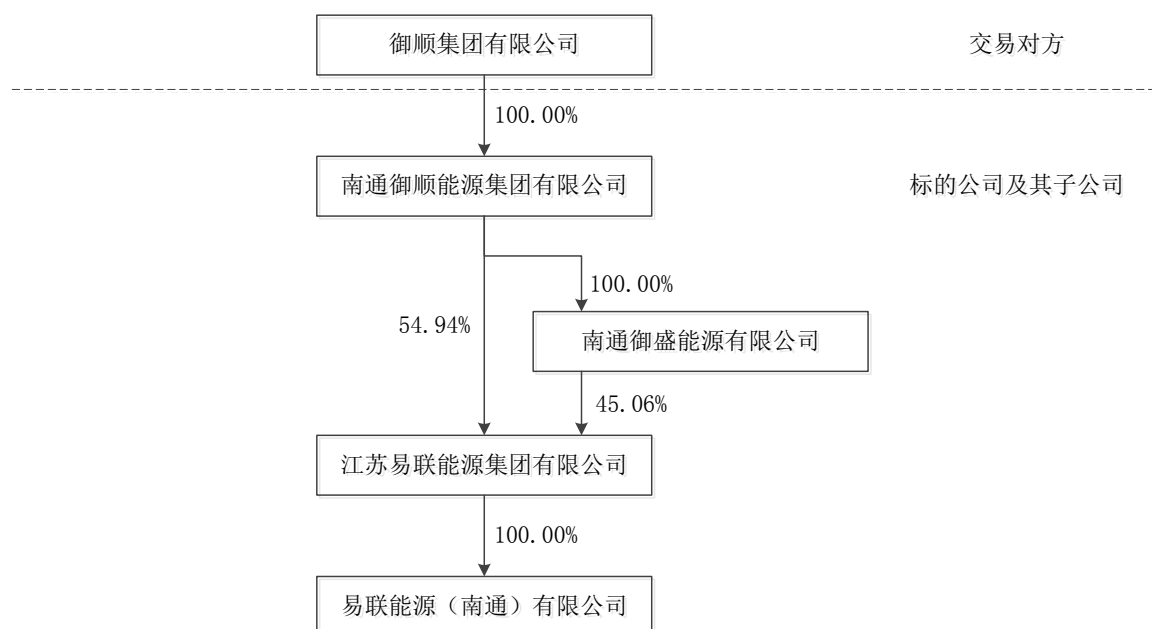 御顺集团有限公司
交易对方
100.00%
南通御顺能源集团有限公司
标的公司及其子公司
100.00%
54.94%
南通御盛能源有限公司
45.06%
江苏易联能源集团有限公司
100.00%
易联能源（南通）有限公司